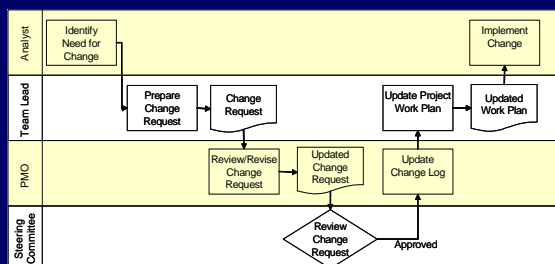 Analyst
Identify
Need for
Change
Implement
Change
Team Lead
Prepare
Change
Request
Change
Request
Update Project
Work Plan
Updated
Work Plan
PMO
Review/Revise
Change
Request
Updated
Change
Request
Update
Change Log
Steering
Committee
Review
Change
Request
Approved